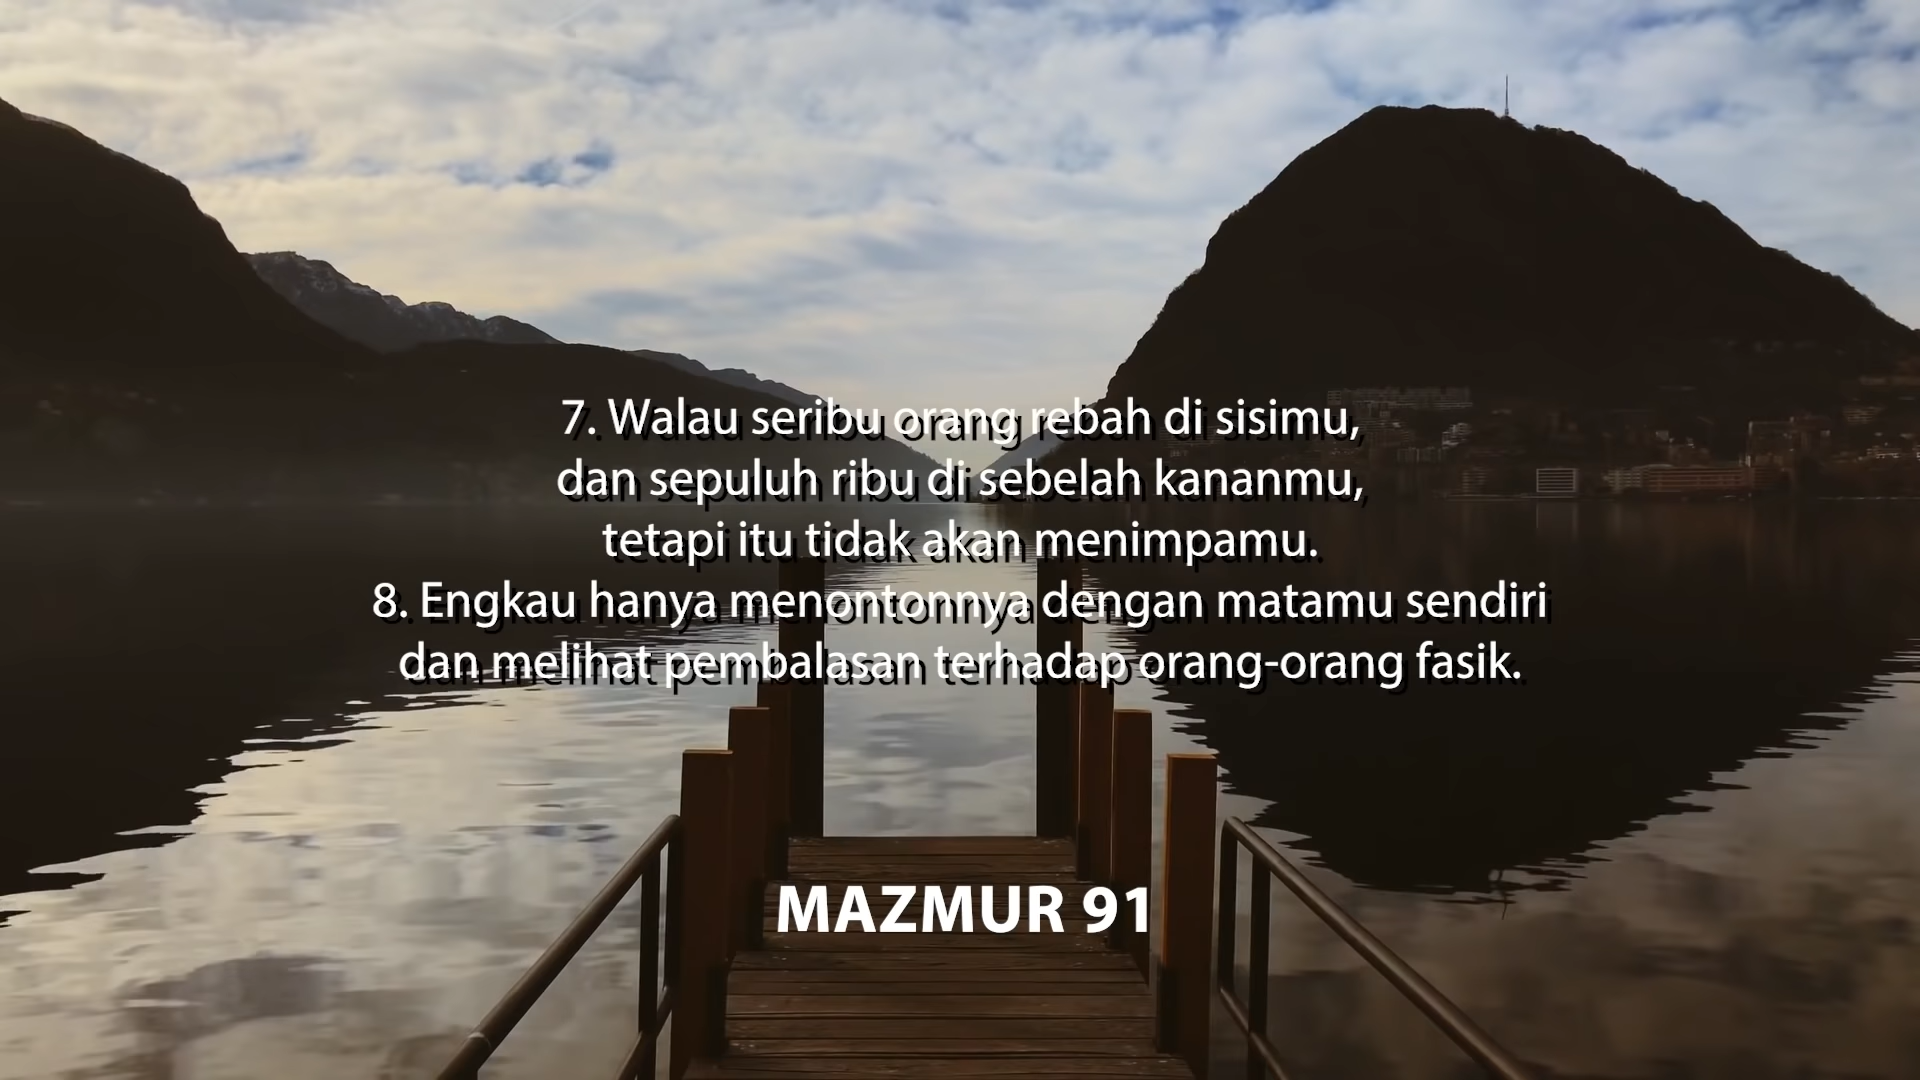 7. Walau seribu orang rebah di sisimu,
dan sepuluh ribu di sebelah kananmu,
tetapi itu tidak akan menimpamu.
8. Engkau hanya menontonnya dengan matamu sendiri
dan melihat pembalasan terhadap orang-orang fasik.
MAZMUR 91